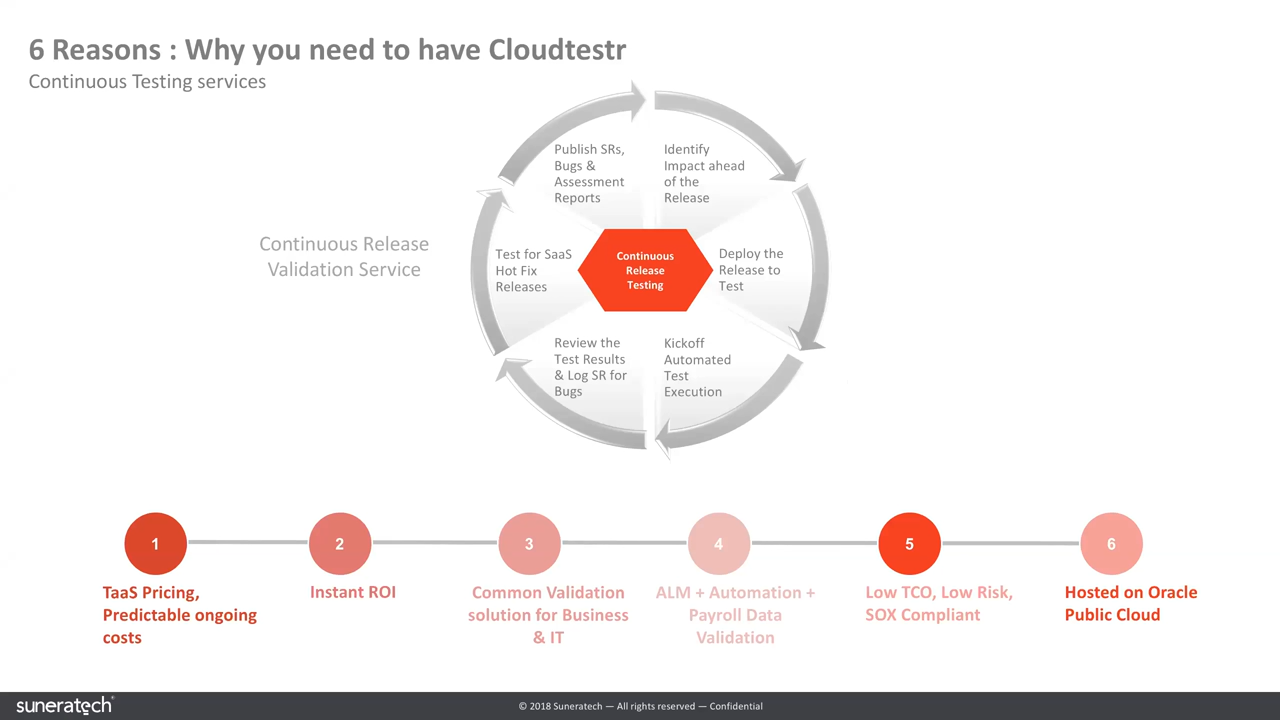 6 Reasons : Why you need to have Cloudtestr
Continuous Testing services
Publish SRs,
Bugs &
Assessment
Reports
Identify
Impact ahead
of the
Release
Continuous Release
Validation Service
Test for SaaS
Hot Fix
Releases
Continuous
Release
Testing
Deploy the
Release to
Test
Review the
Test Results
& Log SR for
Bugs
Kickoff
Automated
Test
Execution
1
2
3
4
5
6
TaaS Pricing,
Predictable ongoing
costs
Instant ROI
Common Validation
solution for Business
& IT
ALM + Automation +
Payroll Data
Validation
Low TCO, Low Risk,
SOX Compliant
Hosted on Oracle
Public Cloud
suneratech
© 2018 Suneratech — All rights reserved — Confidential